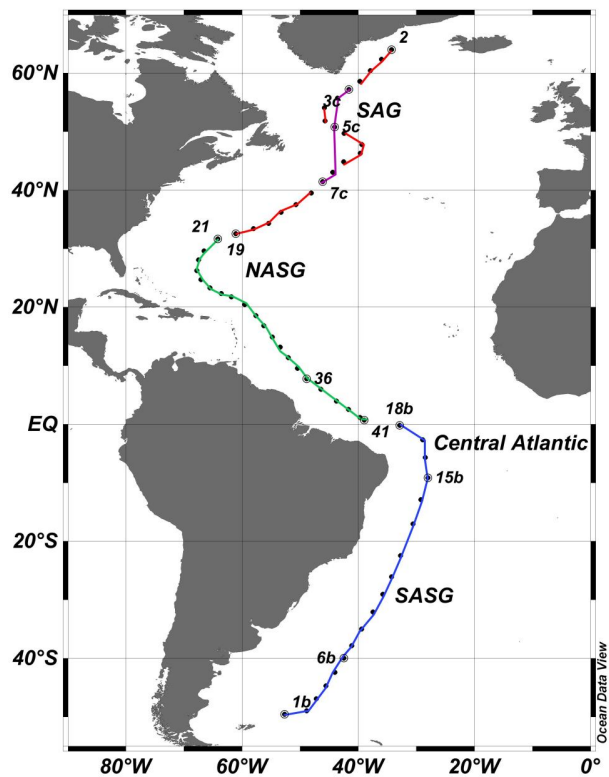 2
60°N
3c
SAG
5c
40°N
7c
21
19
NASG
20°N
36
18b
EQ
41
Central Atlantic
15b
20°S
SASG
6b
40°S
1b
Ocean Data View
80°W
60°W
40°W
20°W
0°